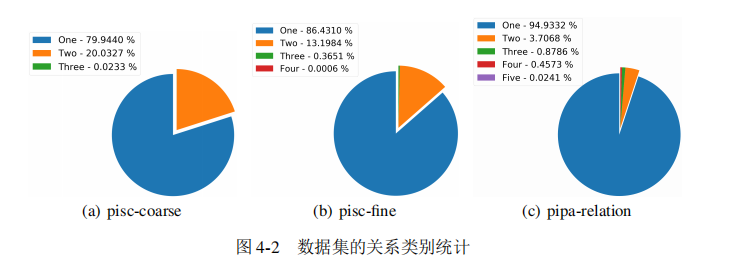 One - 79.9440 %
Two - 20.0327 %
Three - 0.0233 %
One - 86.4310 %
Two - 13.1984 %
Three - 0.3651 %
Four - 0.0006 %
One - 94.9332 %
Two - 3.7068 %
Three - 0.8786 %
Four - 0.4573 %
Five - 0.0241 %
(a) pisc-coarse
(b) pisc-fine
(c) pipa-relation
图 4-2 数据集的关系类别统计